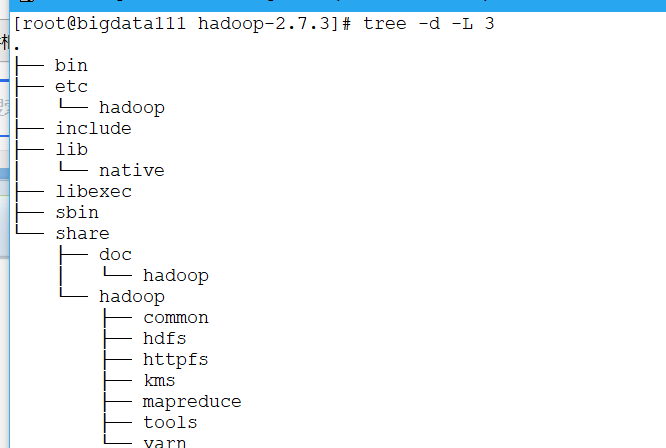 [root@bigdata111 hadoop-2.7.3]# tree -d -L 3
.
├── bin
├── etc
│   └── hadoop
├── include
├── lib
│   └── native
├── libexec
├── sbin
└── share
    ├── doc
    │   └── hadoop
    └── hadoop
        ├── common
        ├── hdfs
        ├── httpfs
        ├── kms
        ├── mapreduce
        ├── tools
        └── yarn